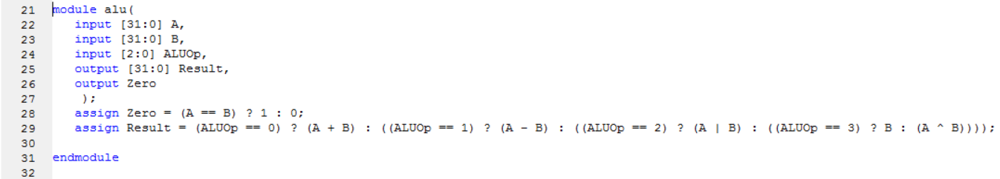 21 module alu(
22 input [31:0] A,
23 input [31:0] B,
24 input [2:0] ALUOp,
25 output [31:0] Result,
26 output Zero
27 );
28 assign Zero = (A == B) ? 1 : 0;
29 assign Result = (ALUOp == 0) ? (A + B) : ((ALUOp == 1) ? (A - B) : ((ALUOp == 2) ? (A | B) : ((ALUOp == 3) ? B : (A ^ B))));
30
31 endmodule
32